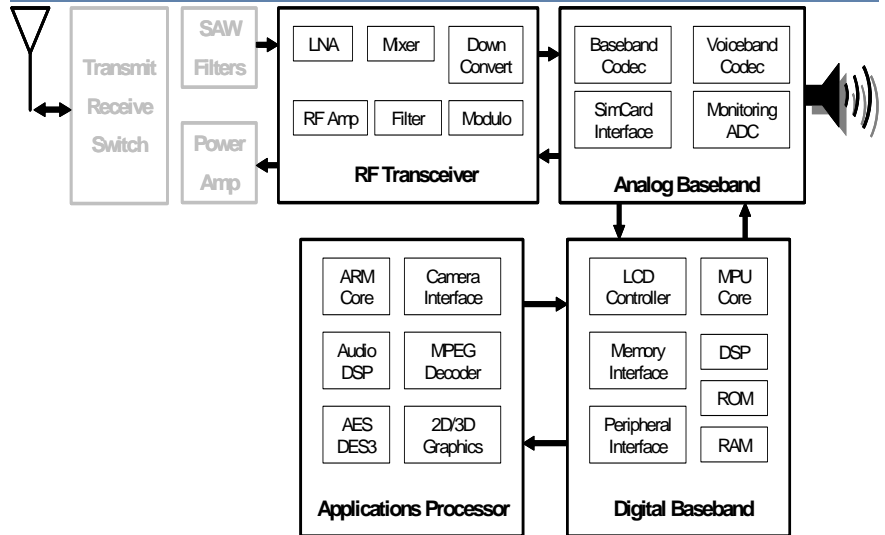 Transmit
Receive
Switch
SAW
Filters
Power
Amp
LNA
Mixer
Down
Convert
RF Amp
Filter
Modulo
RF Transceiver
Baseband
Codec
Voiceband
Codec
SimCard
Interface
Monitoring
ADC
Analog Baseband
ARM
Core
Camera
Interface
Audio
DSP
MPEG
Decoder
AES
DES3
2D/3D
Graphics
Applications Processor
LCD
Controller
MPU
Core
Memory
Interface
DSP
ROM
Peripheral
Interface
RAM
Digital Baseband